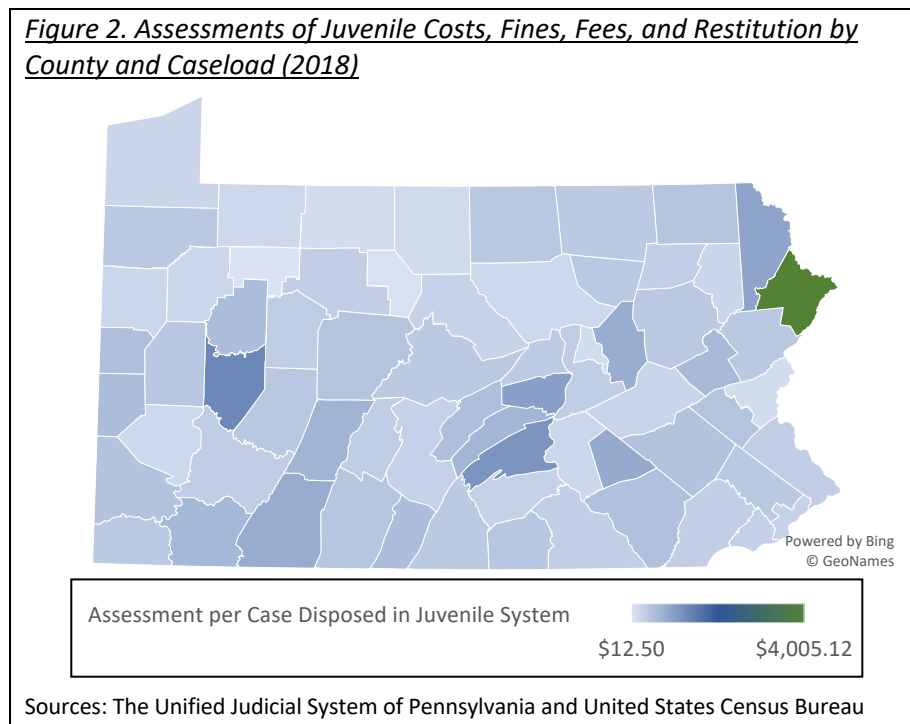 Figure 2. Assessments of Juvenile Costs, Fines, Fees, and Restitution by
County and Caseload (2018)
Powered by Bing
© GeoNames
Assessment per Case Disposed in Juvenile System
$12.50 $4,005.12
Sources: The Unified Judicial System of Pennsylvania and United States Census Bureau